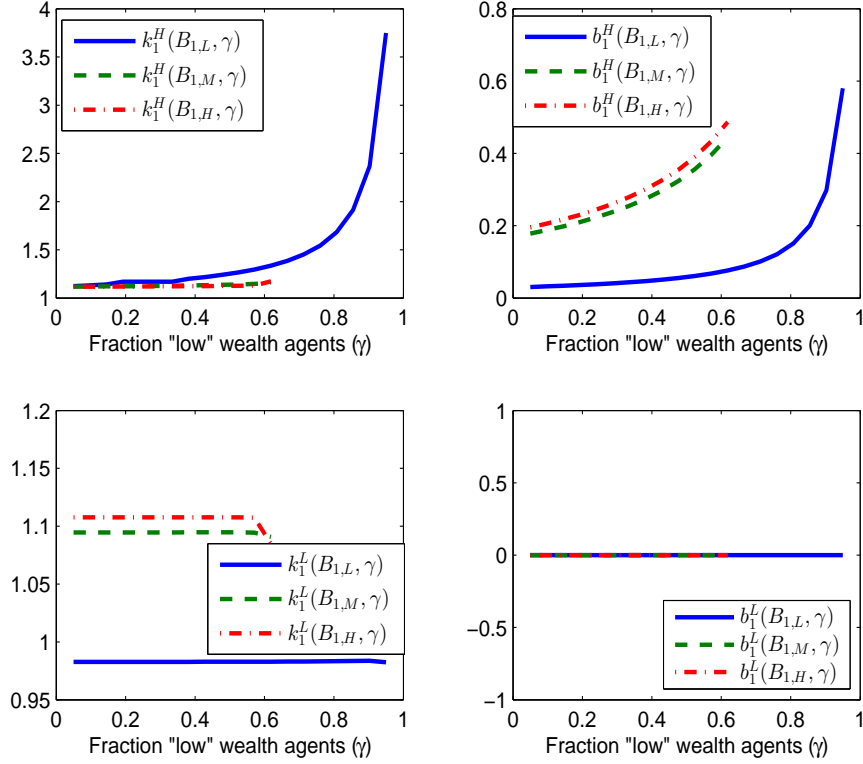 4
3.5
3
2.5
2
1.5
1
0
0.2
0.4
0.6
0.8
1
k_1^H(B_{1,L}, γ)
k_1^H(B_{1,M}, γ)
k_1^H(B_{1,H}, γ)
Fraction "low" wealth agents (γ)
0.8
0.6
0.4
0.2
0
0
0.2
0.4
0.6
0.8
1
b_1^H(B_{1,L}, γ)
b_1^H(B_{1,M}, γ)
b_1^H(B_{1,H}, γ)
Fraction "low" wealth agents (γ)
1.2
1.15
1.1
1.05
1
0.95
0
0.2
0.4
0.6
0.8
1
k_1^L(B_{1,L}, γ)
k_1^L(B_{1,M}, γ)
k_1^L(B_{1,H}, γ)
Fraction "low" wealth agents (γ)
1
0.5
0
−0.5
−1
0
0.2
0.4
0.6
0.8
1
b_1^L(B_{1,L}, γ)
b_1^L(B_{1,M}, γ)
b_1^L(B_{1,H}, γ)
Fraction "low" wealth agents (γ)